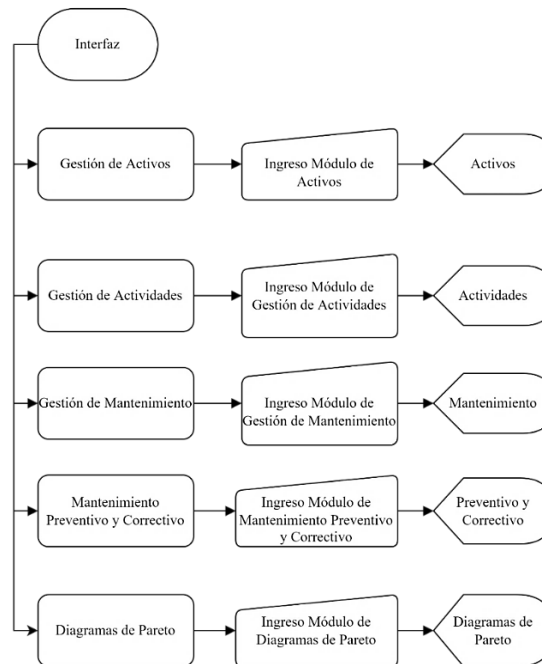 Interfaz
Gestión de Activos
Ingreso Módulo de
Activos
Activos
Gestión de Actividades
Ingreso Módulo de
Gestión de Actividades
Actividades
Gestión de Mantenimiento
Ingreso Módulo de
Gestión de Mantenimiento
Mantenimiento
Mantenimiento
Preventivo y Correctivo
Ingreso Módulo de
Mantenimiento Preventivo
y Correctivo
Preventivo y
Correctivo
Diagramas de Pareto
Ingreso Módulo de
Diagramas de Pareto
Diagramas de
Pareto